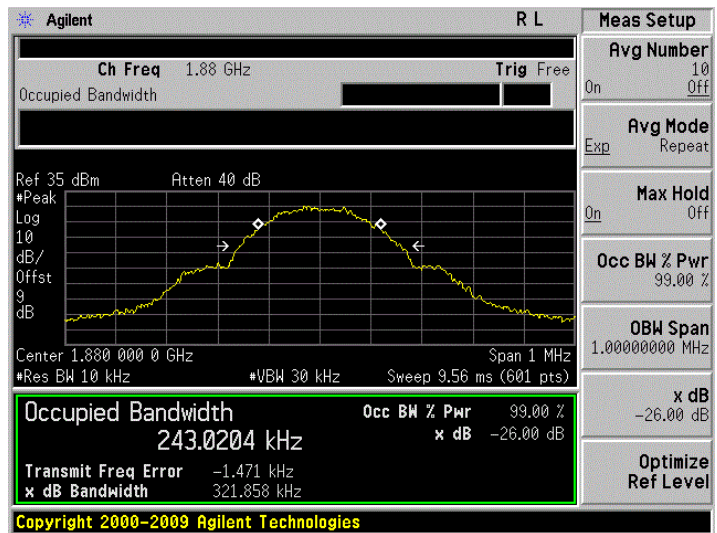 Agilent R L
Ch Freq 1.88 GHz Trig Free
Occupied Bandwidth
Ref 35 dBm Atten 40 dB
#Peak
Log
10
dB/
Offst
9
dB
Center 1.880 000 0 GHz Span 1 MHz
#Res BW 10 kHz #VBW 30 kHz Sweep 9.56 ms (601 pts)
Occupied Bandwidth Occ BW % Pwr 99.00 %
243.0204 kHz x dB -26.00 dB
Transmit Freq Error -1.471 kHz
x dB Bandwidth 321.858 kHz
Copyright 2000-2009 Agilent Technologies
Meas Setup
Avg Number
10
On Off
Avg Mode
Exp Repeat
Max Hold
On Off
Occ BW % Pwr
99.00 %
OBW Span
1.00000000 MHz
x dB
-26.00 dB
Optimize
Ref Level